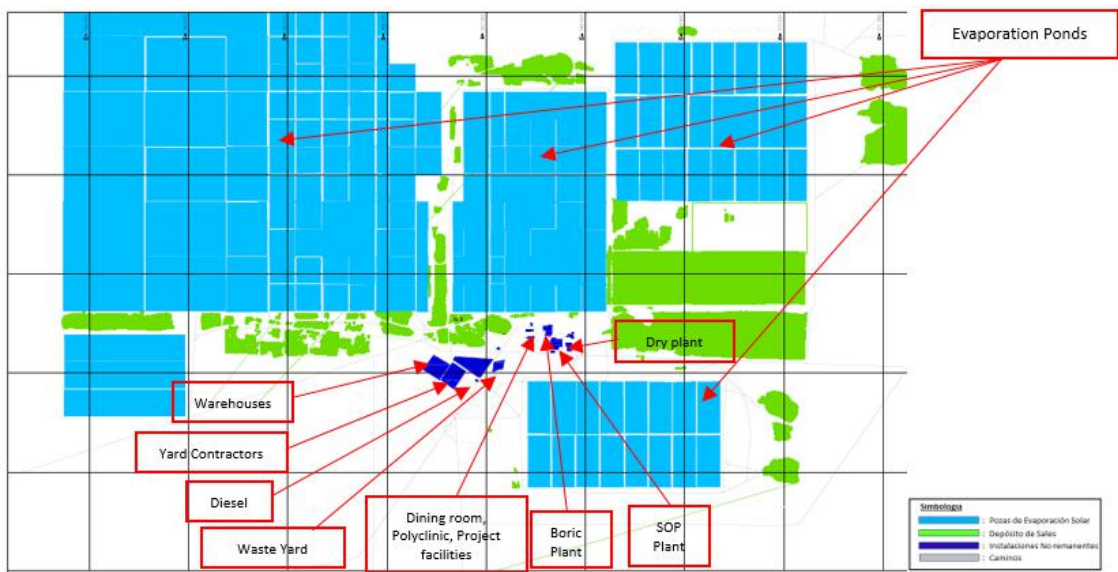 Evaporation Ponds
Dry plant
Warehouses
Yard Contractors
Diesel
Waste Yard
Dining room,
Polyclinic, Project
facilities
Boric
Plant
SOP
Plant
Simbología
: Pozas de Evaporación Solar
: Depósito de Sales
: Instalaciones No remanentes
: Caminos